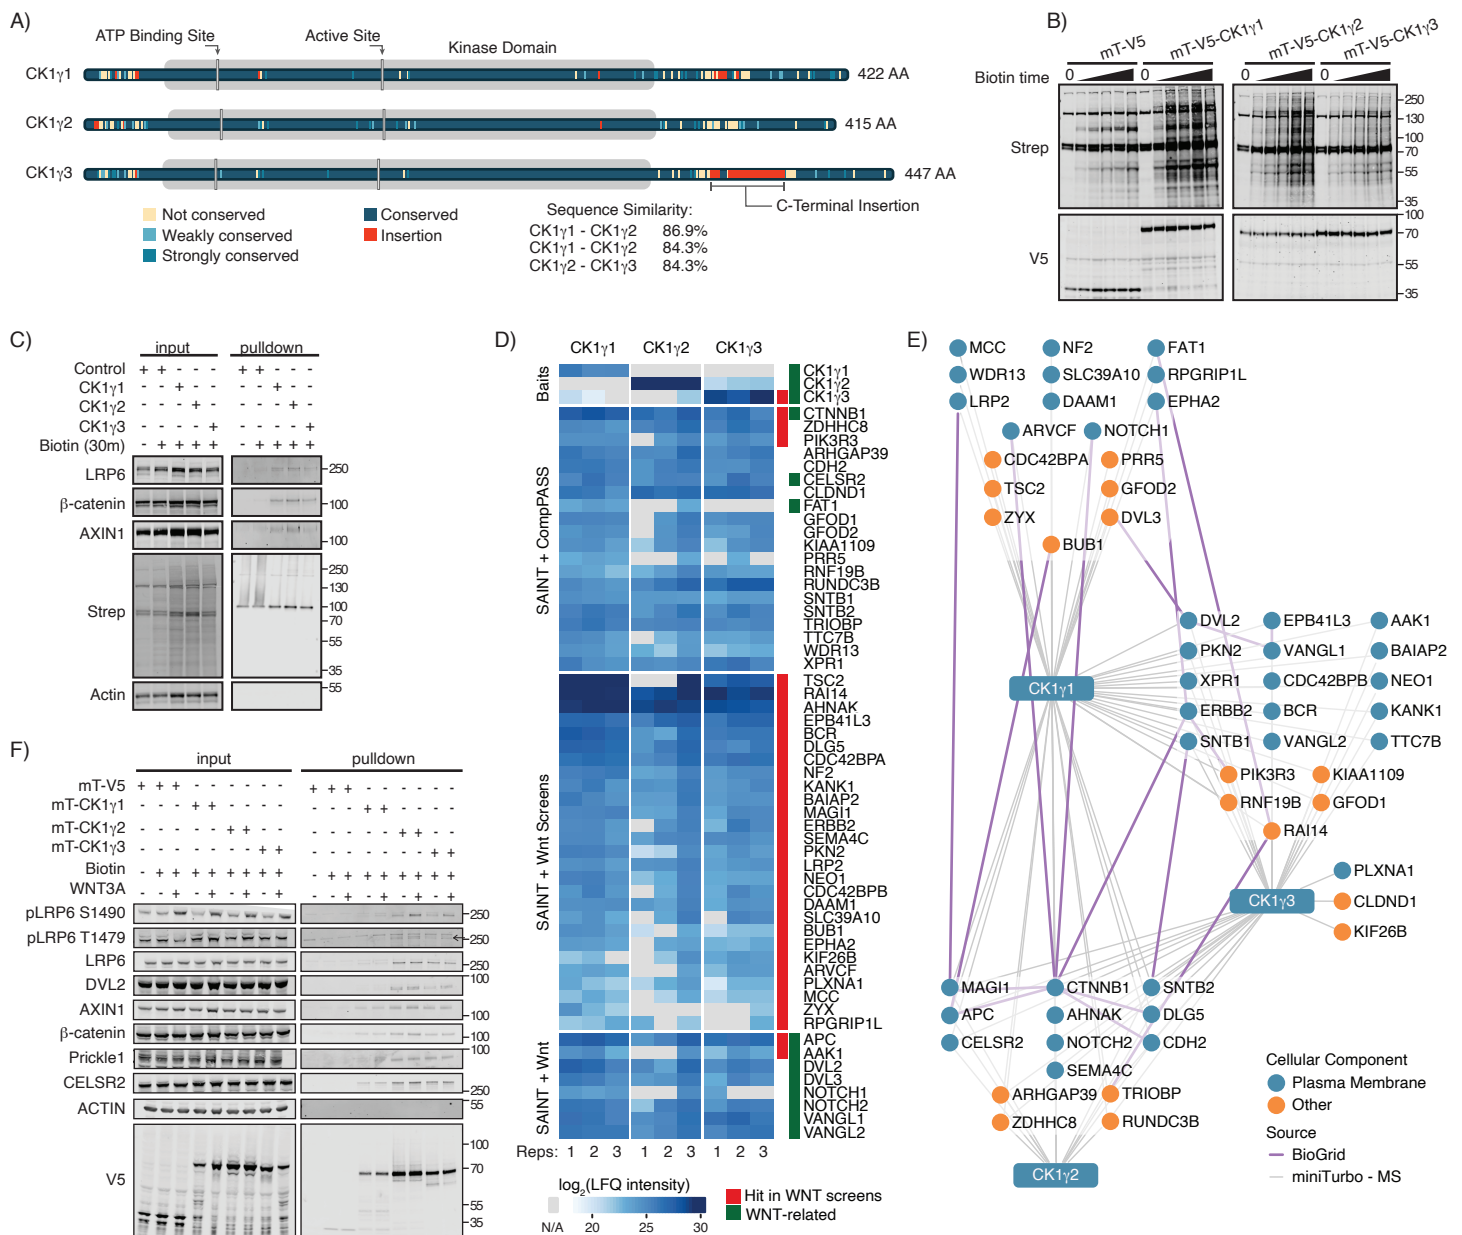 A)
ATP Binding Site
Active Site
Kinase Domain
CK1γ1
422 AA
CK1γ2
415 AA
CK1γ3
447 AA
C-Terminal Insertion
Not conserved
Weakly conserved
Strongly conserved
Conserved
Insertion
Sequence Similarity:
CK1γ1 - CK1γ2 86.9%
CK1γ1 - CK1γ2 84.3%
CK1γ2 - CK1γ3 84.3%
B)
mT-V5
mT-V5-CK1γ1
mT-V5-CK1γ2
mT-V5-CK1γ3
Biotin time
0 0 0 0
Strep
250
130
100
70
55
35
V5
100
70
55
35
C)
input pulldown
Control + + - - - + + - - -
CK1γ1 - - + - - - - + - -
CK1γ2 - - - + - - - - + -
CK1γ3 - - - - + - - - - +
Biotin (30m) - + + + + - + + + +
LRP6
250
β-catenin
100
AXIN1
100
Strep
250
130
100
70
55
35
Actin
55
D)
CK1γ1 CK1γ2 CK1γ3
Baits
CK1γ1
CK1γ2
CK1γ3
SAINT + CompPASS
CTNNB1
ZDHHC8
PIK3R3
ARHGAP39
CDH2
CELSR2
CLDND1
FAT1
GFOD1
GFOD2
KIAA1109
PRR5
RNF19B
RUNDC3B
SNTB1
SNTB2
TRIOBP
TTC7B
WDR13
XPR1
SAINT + Wnt Screens
TSC2
RAI14
AHNAK
EPB41L3
BCR
DLG5
CDC42BPA
NF2
KANK1
BAIAP2
MAGI1
ERBB2
SEMA4C
PKN2
LRP2
NEO1
CDC42BPB
DAAM1
SLC39A10
BUB1
EPHA2
KIF26B
ARVCF
PLXNA1
MCC
ZYX
RPGRIP1L
SAINT + Wnt
APC
AAK1
DVL2
DVL3
NOTCH1
NOTCH2
VANGL1
VANGL2
Reps: 1 2 3 1 2 3 1 2 3
log2(LFQ intensity)
N/A 20 25 30
Hit in WNT screens
WNT-related
E)
MCC NF2 FAT1
WDR13 SLC39A10 RPGRIP1L
LRP2 DAAM1 EPHA2
ARVCF NOTCH1
CDC42BPA PRR5
TSC2 GFOD2
ZYX DVL3
BUB1
DVL2 EPB41L3 AAK1
PKN2 VANGL1 BAIAP2
CK1γ1
XPR1 CDC42BPB NEO1
ERBB2 BCR KANK1
SNTB1 VANGL2 TTC7B
PIK3R3 KIAA1109
RNF19B GFOD1
RAI14
PLXNA1
CK1γ3
CLDND1
KIF26B
MAGI1 CTNNB1 SNTB2
APC AHNAK DLG5
CELSR2 NOTCH2 CDH2
SEMA4C
ARHGAP39 TRIOBP
ZDHHC8 RUNDC3B
CK1γ2
Cellular Component
Plasma Membrane
Other
Source
BioGrid
miniTurbo - MS
F)
input pulldown
mT-V5 + + + - - - - - - + + + - - - - - -
mT-CK1γ1 - - - + + - - - - - - - + + - - - -
mT-CK1γ2 - - - - - + + - - - - - - - + + - -
mT-CK1γ3 - - - - - - - + + - - - - - - - + +
Biotin - + + + + + + + + - + + + + + + + +
WNT3A - - + - + - + - + - - + - + - + - +
pLRP6 S1490
250
pLRP6 T1479
250
LRP6
250
DVL2
100
AXIN1
100
β-catenin
100
Prickle1
100
CELSR2
250
ACTIN
55
V5
100
70
55
35